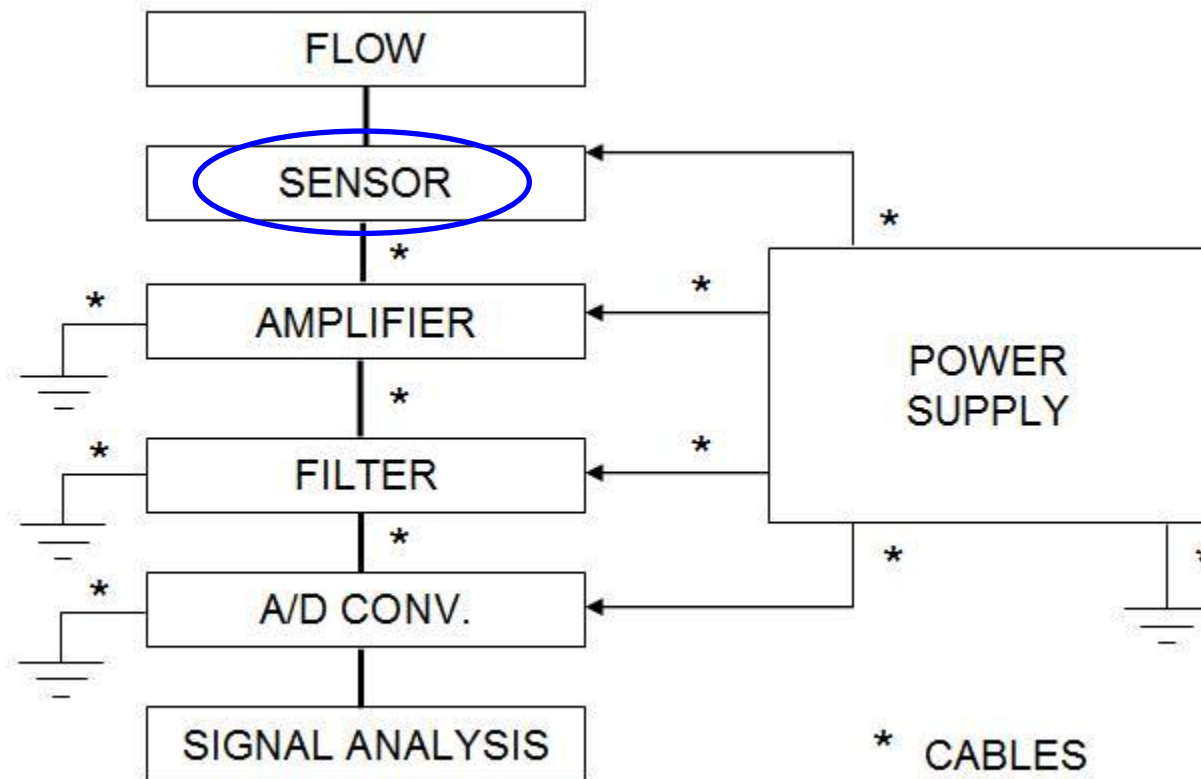 FLOW
SENSOR
*
*
AMPLIFIER
*
*
*
POWER
SUPPLY
*
FILTER
*
*
*
*
A/D CONV.
*
*
SIGNAL ANALYSIS
* CABLES